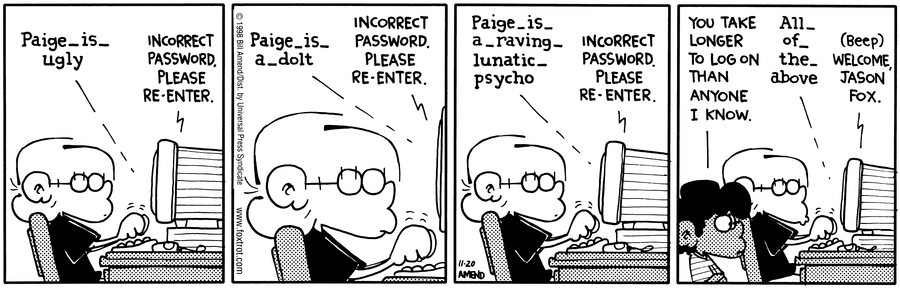 Paige_is_
ugly
INCORRECT
PASSWORD.
PLEASE
RE-ENTER.
© 1998 Bill Amend/Dist. by Universal Press Syndicate
www.foxtrot.com
Paige_is_
a_dolt
INCORRECT
PASSWORD.
PLEASE
RE-ENTER.
Paige_is_
a_raving_
lunatic_
psycho
INCORRECT
PASSWORD.
PLEASE
RE-ENTER.
11-20
AMEND
YOU TAKE
LONGER
TO LOG ON
THAN
ANYONE
I KNOW.
All_
of_
the_
above
(Beep)
WELCOME,
JASON
FOX.